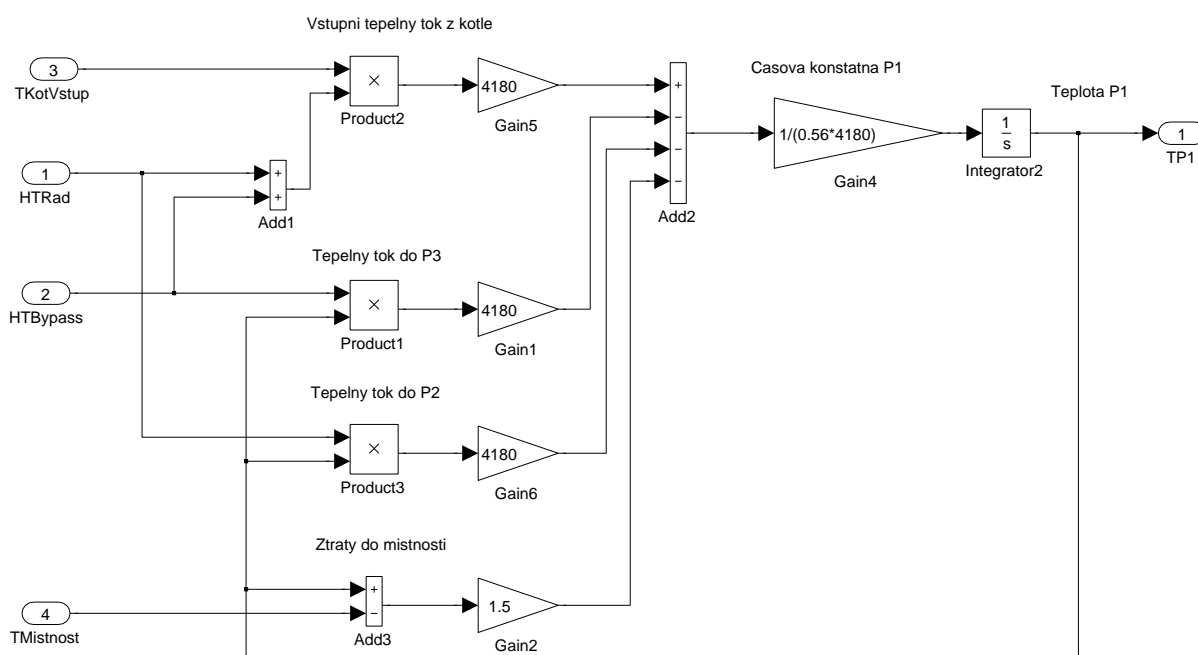 Vstupni tepelny tok z kotle
3
TKotVstup
×
Product2
4180
Gain5
+
−
−
−
Add2
Casova konstatna P1
1/(0.56*4180)
Gain4
1
s
Integrator2
Teplota P1
1
TP1
1
HTRad
+
+
Add1
Tepelny tok do P3
2
HTBypass
×
Product1
4180
Gain1
Tepelny tok do P2
×
Product3
4180
Gain6
Ztraty do mistnosti
4
TMistnost
+
−
Add3
1.5
Gain2